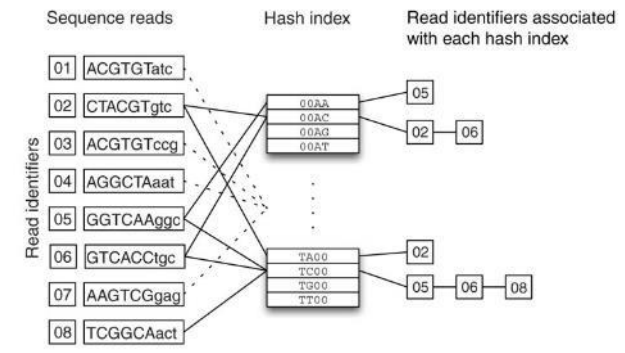 Sequence reads
Hash index
Read identifiers associated
with each hash index
Read identifiers
01 ACGTGTatc
02 CTACGTgtc
03 ACGTGTccg
04 AGGCTAaat
05 GGTCAAggc
06 GTCACCtgc
07 AAGTCGgag
08 TCGGCAact
00AA
00AC
00AG
00AT
TA00
TC00
TG00
TT00
05
02 06
02
05 06 08